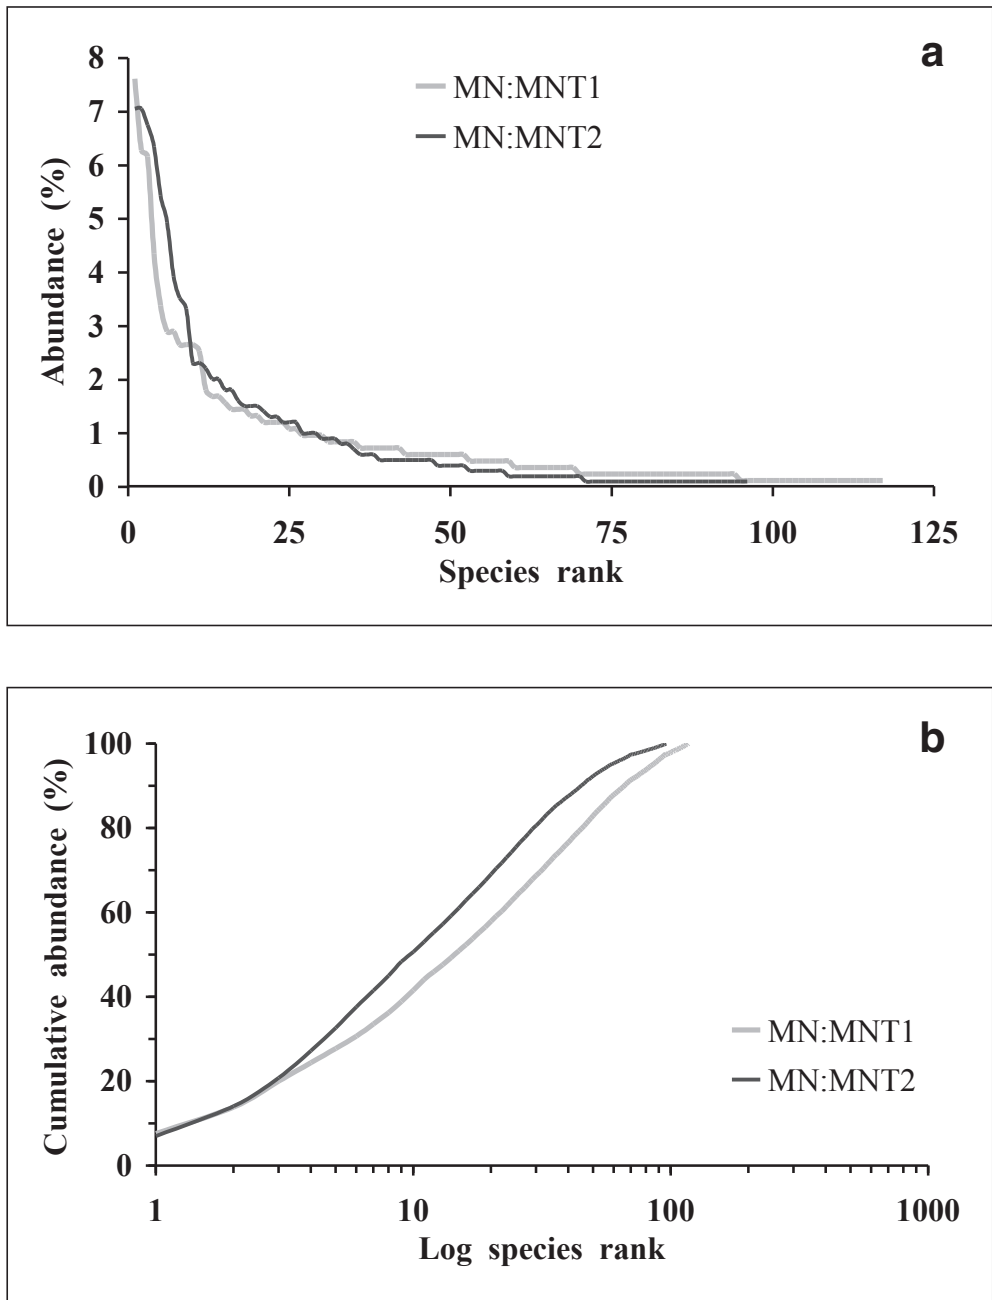 a
MN:MNT1
MN:MNT2
8
7
6
5
4
3
2
1
0
Abundance (%)
0 25 50 75 100 125
Species rank
b
100
80
60
40
20
0
Cumulative abundance (%)
MN:MNT1
MN:MNT2
1 10 100 1000
Log species rank